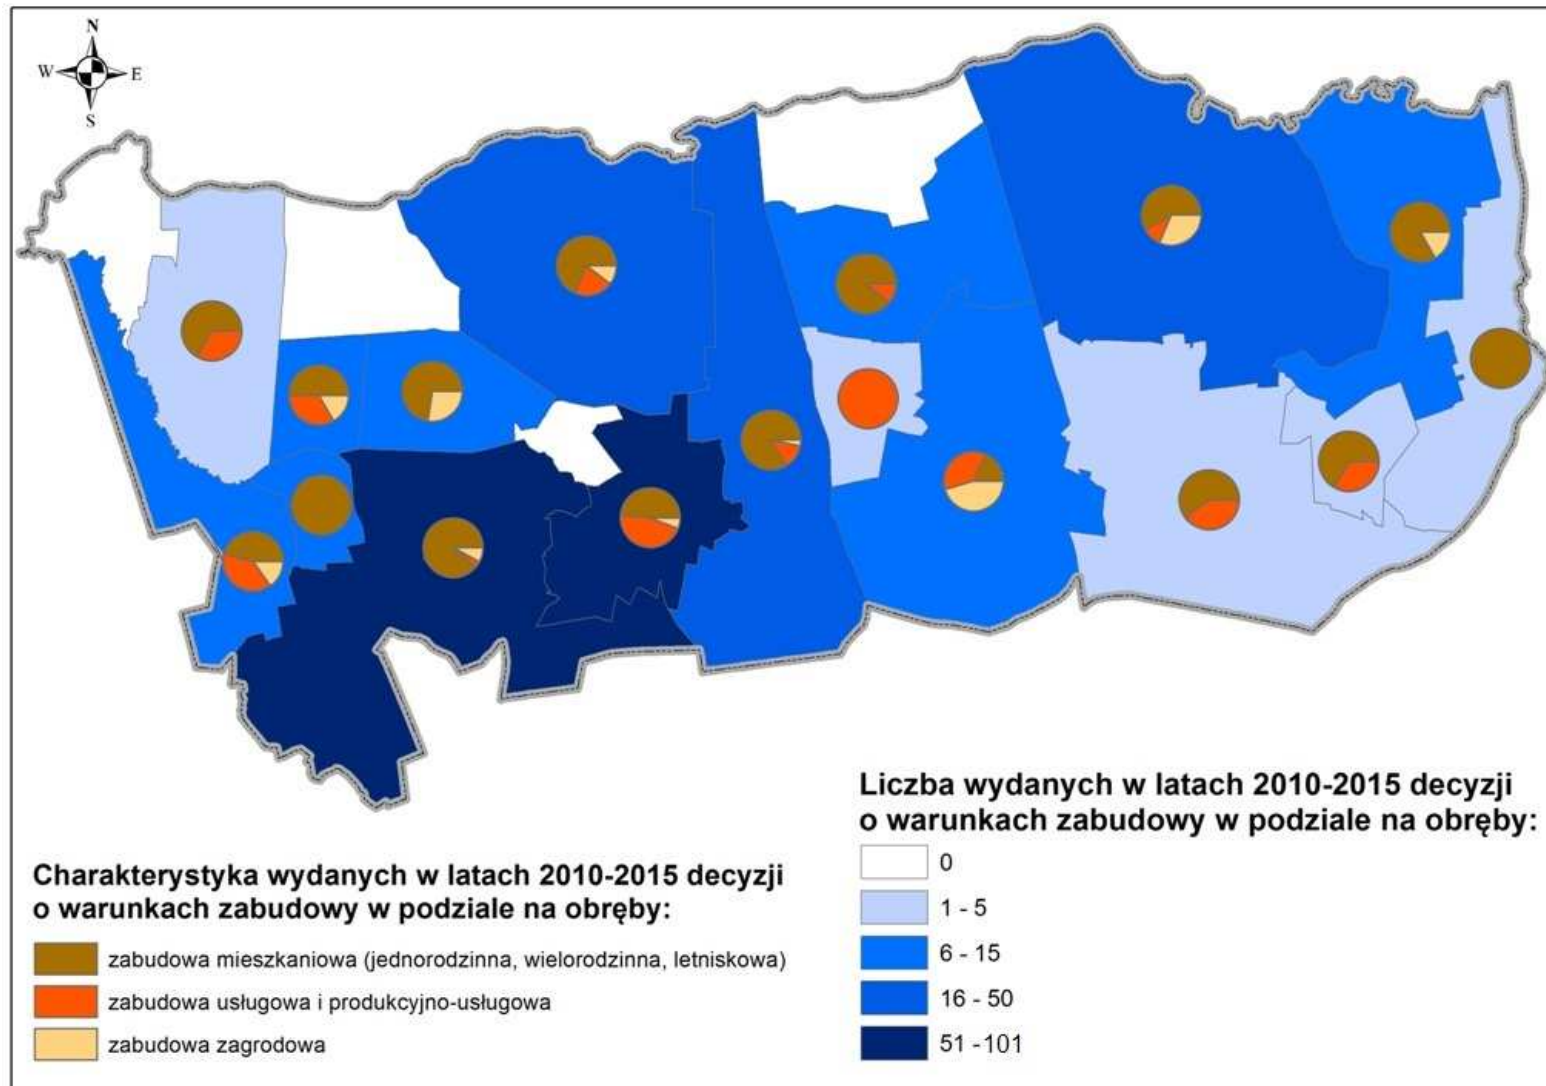 N
W E
S
Liczba wydanych w latach 2010-2015 decyzji
o warunkach zabudowy w podziale na obręby:
0
1 - 5
6 - 15
16 - 50
51 -101
Charakterystyka wydanych w latach 2010-2015 decyzji
o warunkach zabudowy w podziale na obręby:
zabudowa mieszkaniowa (jednorodzinna, wielorodzinna, letniskowa)
zabudowa usługowa i produkcyjno-usługowa
zabudowa zagrodowa